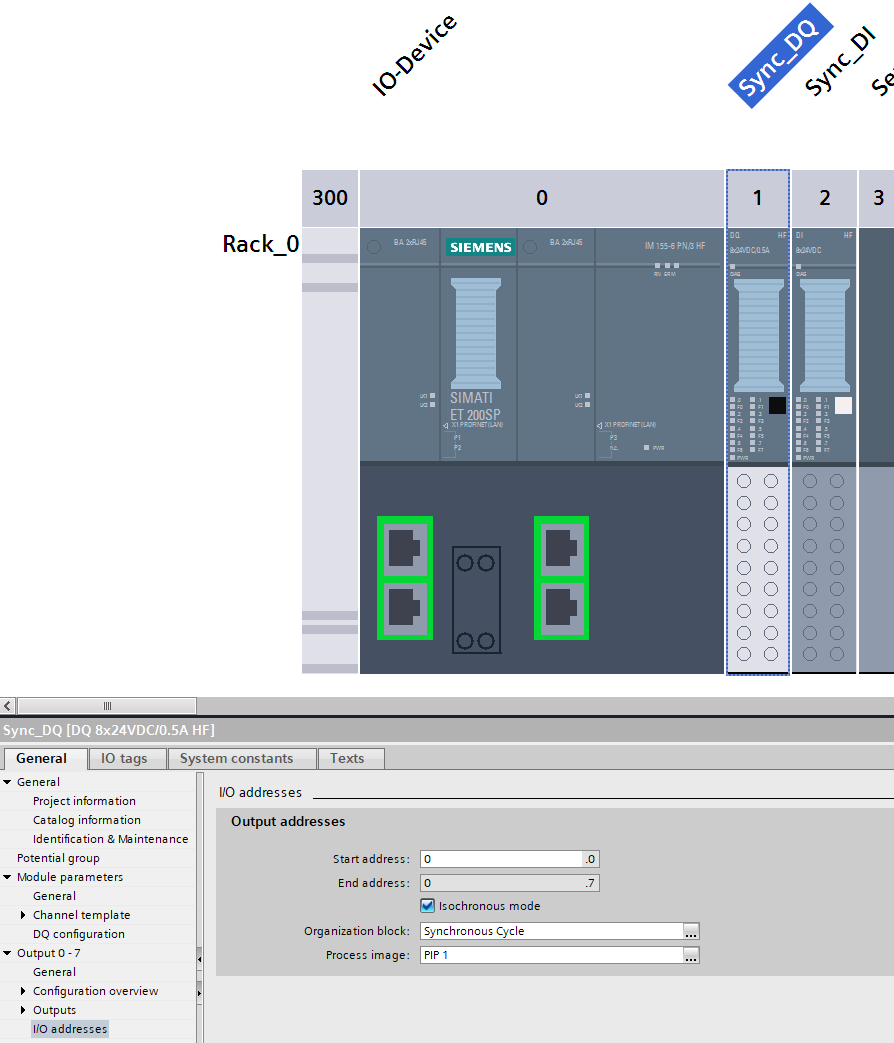 IO-Device
Sync_DQ
Sync_DI
300
0
1
2
3
Rack_0
BA 2xRJ45
SIEMENS
BA 2xRJ45
IM 155-6 PN/3 HF
DQ HF
8x24VDC/0.5A
DI HF
8x24VDC
DIAG
DIAG
RN ER M
SIMATI
ET 200SP
X1 PROFINET (LAN)
P1
P2
X1 PROFINET (LAN)
P3
n.c.
PWR
PWR
PWR
Sync_DQ [DQ 8x24VDC/0.5A HF]
General
IO tags
System constants
Texts
General
Project information
Catalog information
Identification & Maintenance
Potential group
Module parameters
General
Channel template
DQ configuration
Output 0 - 7
General
Configuration overview
Outputs
I/O addresses
I/O addresses
Output addresses
Start address: 0 .0
End address: 0 .7
Isochronous mode
Organization block: Synchronous Cycle ...
Process image: PIP 1 ...